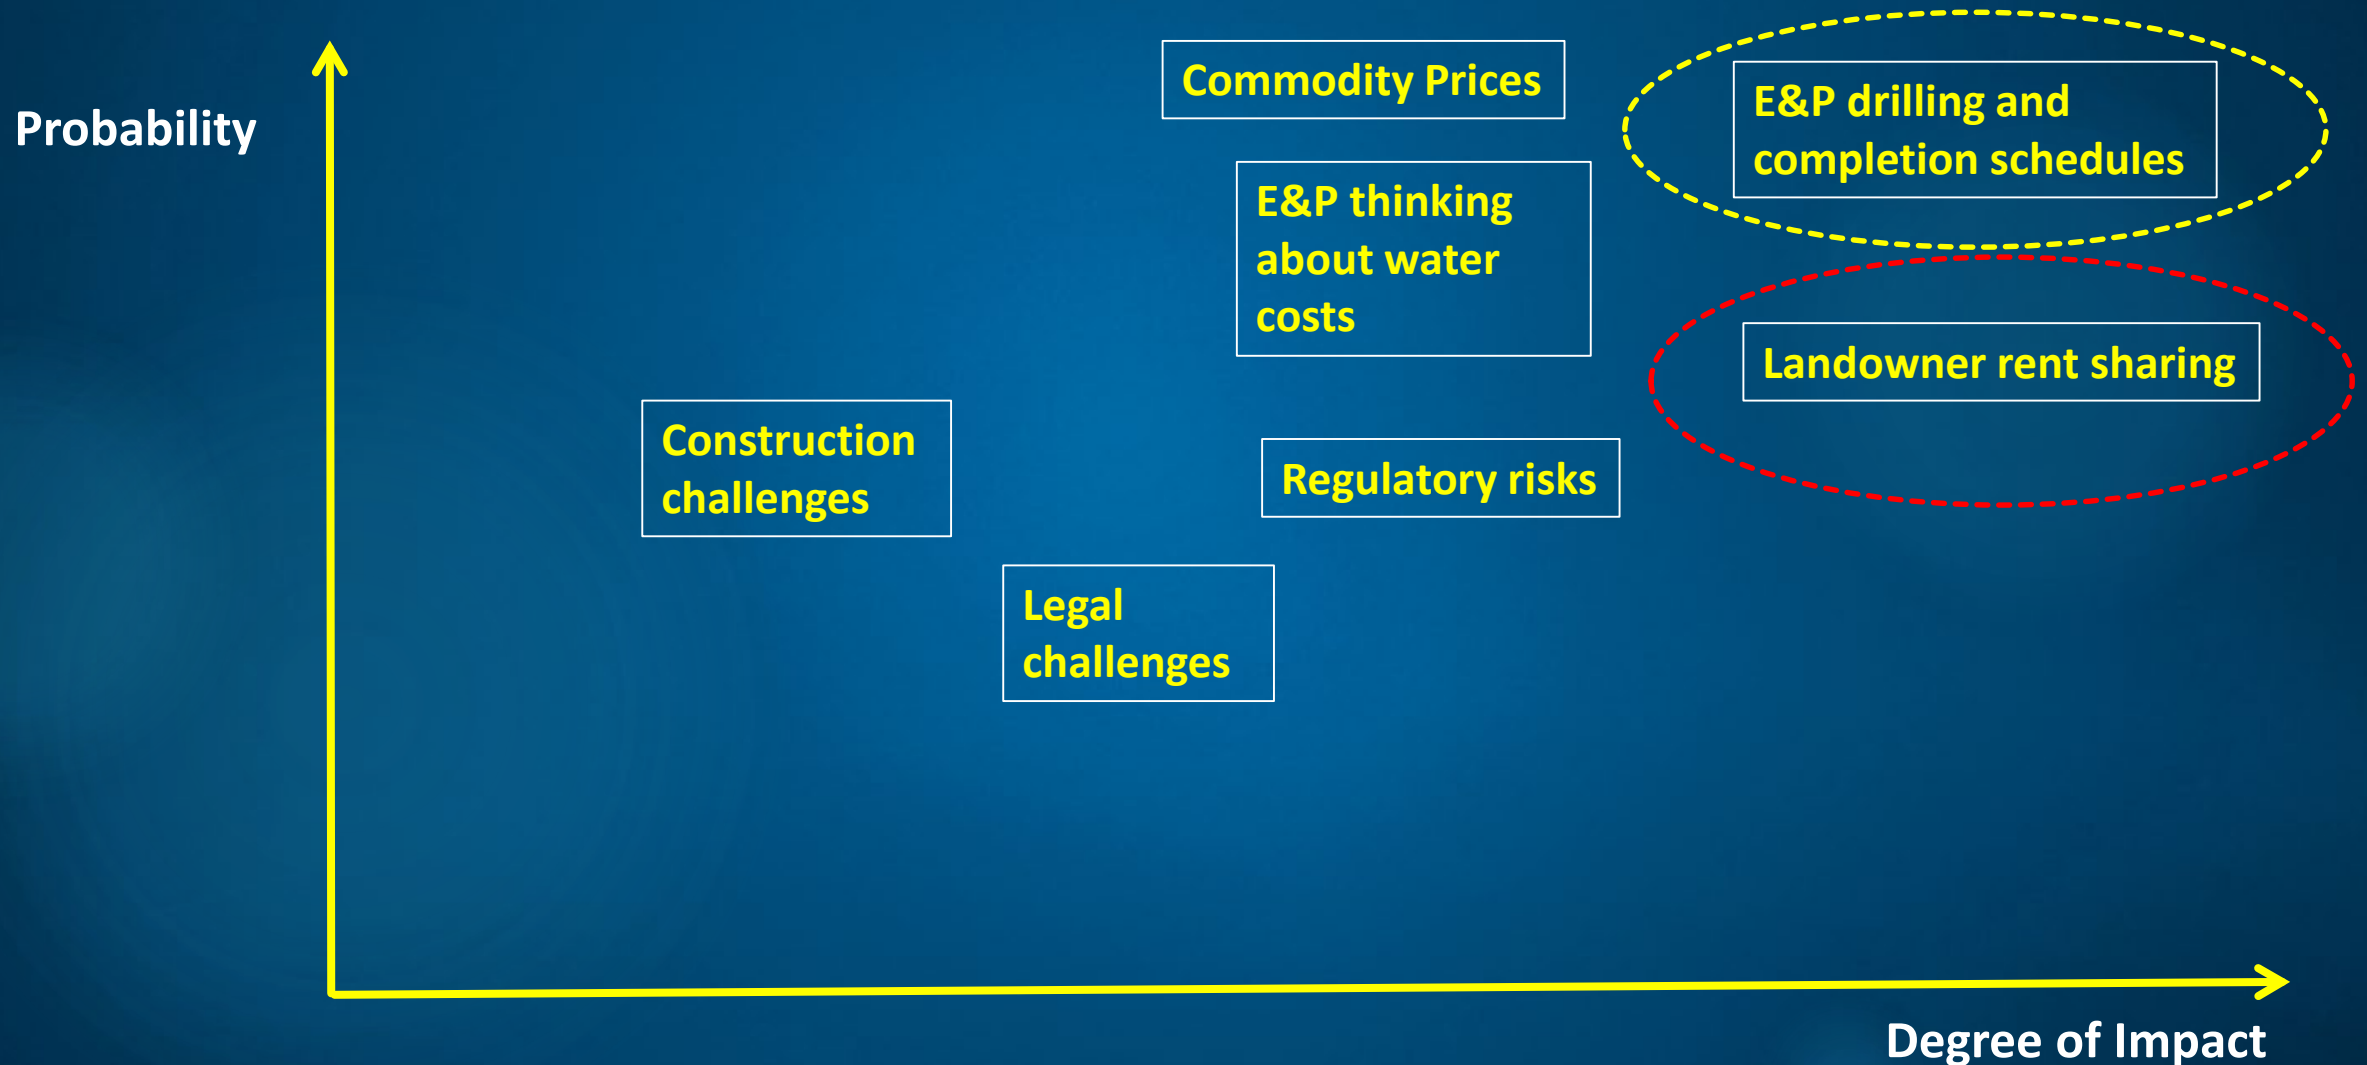 Probability
Commodity Prices
E&P drilling and
completion schedules
E&P thinking
about water
costs
Landowner rent sharing
Construction
challenges
Regulatory risks
Legal
challenges
Degree of Impact